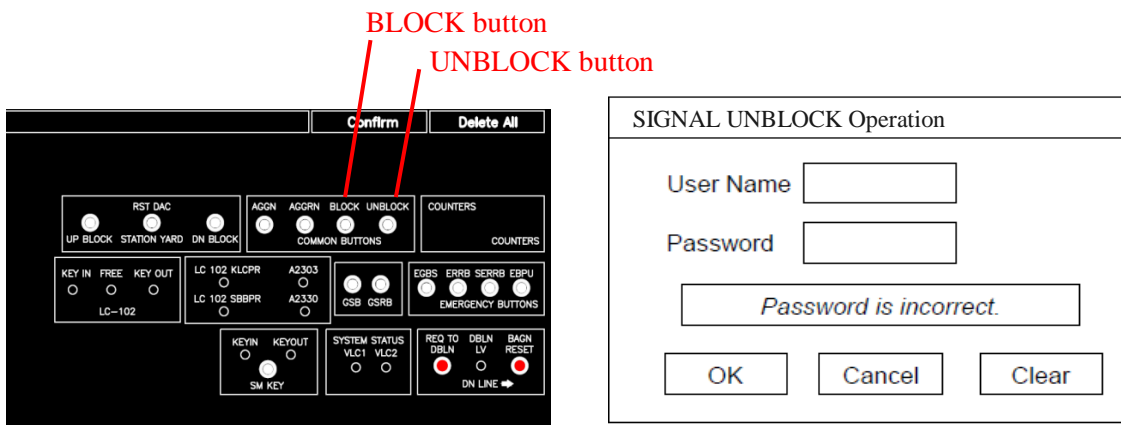 BLOCK button
UNBLOCK button
Confirm Delete All
RST DAC
UP BLOCK STATION YARD DN BLOCK
AGGN AGGRN BLOCK UNBLOCK
COMMON BUTTONS
COUNTERS
COUNTERS
KEY IN FREE KEY OUT
LC-102
LC 102 KLCPR A2303
LC 102 SBBPR A2330
GSB GSRB
EGBS ERRB SERRB EBPU
EMERGENCY BUTTONS
KEYIN KEYOUT
SM KEY
SYSTEM STATUS
VLC1 VLC2
REQ TO DBLN BAGN
DBLN LV RESET
DN LINE
SIGNAL UNBLOCK Operation
User Name
Password
Password is incorrect.
OK Cancel Clear